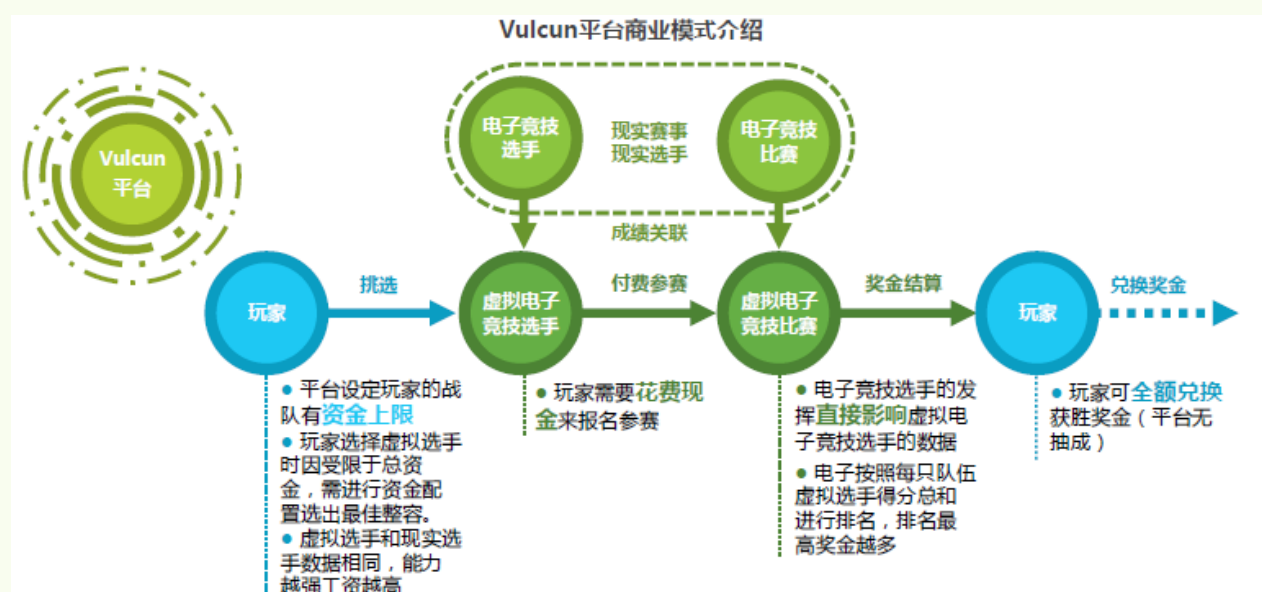 Vulcun平台商业模式介绍
Vulcun
平台
电子竞技
选手
现实赛事
现实选手
电子竞技
比赛
成绩关联
玩家
挑选
虚拟电子
竞技选手
付费参赛
虚拟电子
竞技比赛
奖金结算
玩家
兑换奖金
● 平台设定玩家的战
队有资金上限
● 玩家选择虚拟选手
时因受限于总资
金，需进行资金配
置选出最佳整容。
● 虚拟选手和现实选
手数据相同，能力
越强工资越高
● 玩家需要花费现
金来报名参赛
● 电子竞技选手的发
挥直接影响虚拟电
子竞技选手的数据
● 电子按照每只队伍
虚拟选手得分总和
进行排名，排名最
高奖金越多
● 玩家可全额兑换
获胜奖金（平台无
抽成）